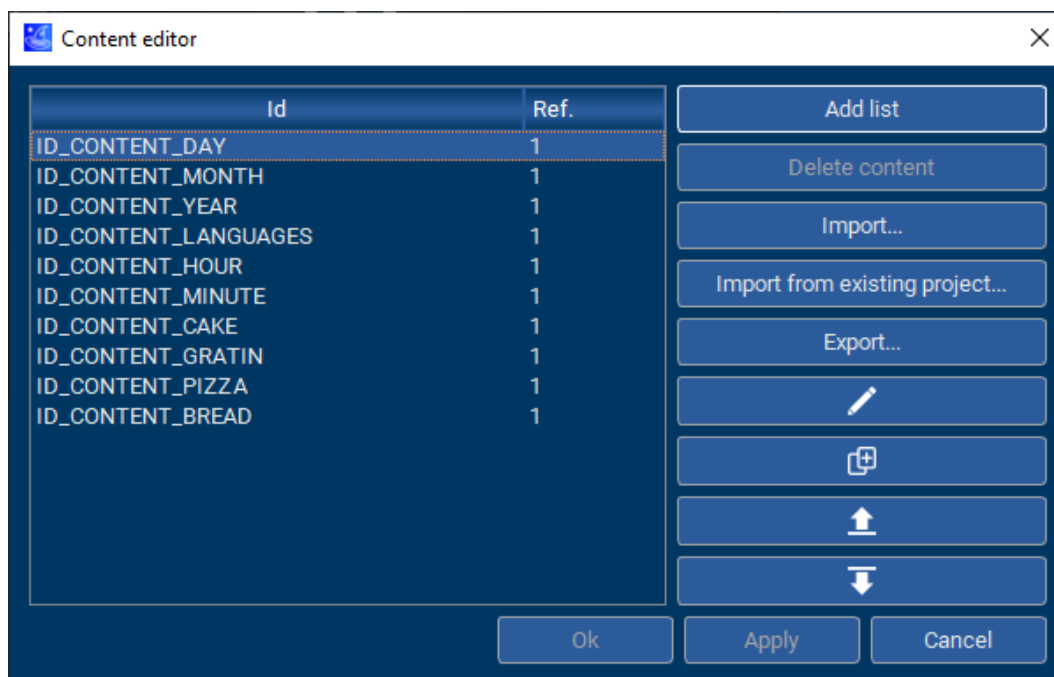 Content editor
Id Ref.
ID_CONTENT_DAY 1
ID_CONTENT_MONTH 1
ID_CONTENT_YEAR 1
ID_CONTENT_LANGUAGES 1
ID_CONTENT_HOUR 1
ID_CONTENT_MINUTE 1
ID_CONTENT_CAKE 1
ID_CONTENT_GRATIN 1
ID_CONTENT_PIZZA 1
ID_CONTENT_BREAD 1
Add list
Delete content
Import...
Import from existing project...
Export...
Ok Apply Cancel